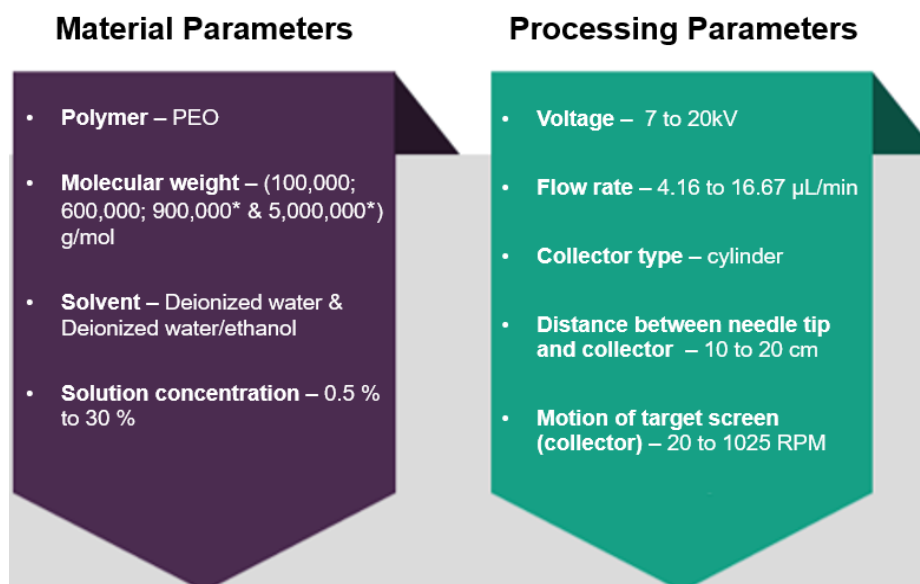 Material Parameters
• Polymer – PEO
• Molecular weight – (100,000;
600,000; 900,000* & 5,000,000*)
g/mol
• Solvent – Deionized water &
Deionized water/ethanol
• Solution concentration – 0.5 %
to 30 %
Processing Parameters
• Voltage – 7 to 20kV
• Flow rate – 4.16 to 16.67 µL/min
• Collector type – cylinder
• Distance between needle tip
and collector – 10 to 20 cm
• Motion of target screen
(collector) – 20 to 1025 RPM